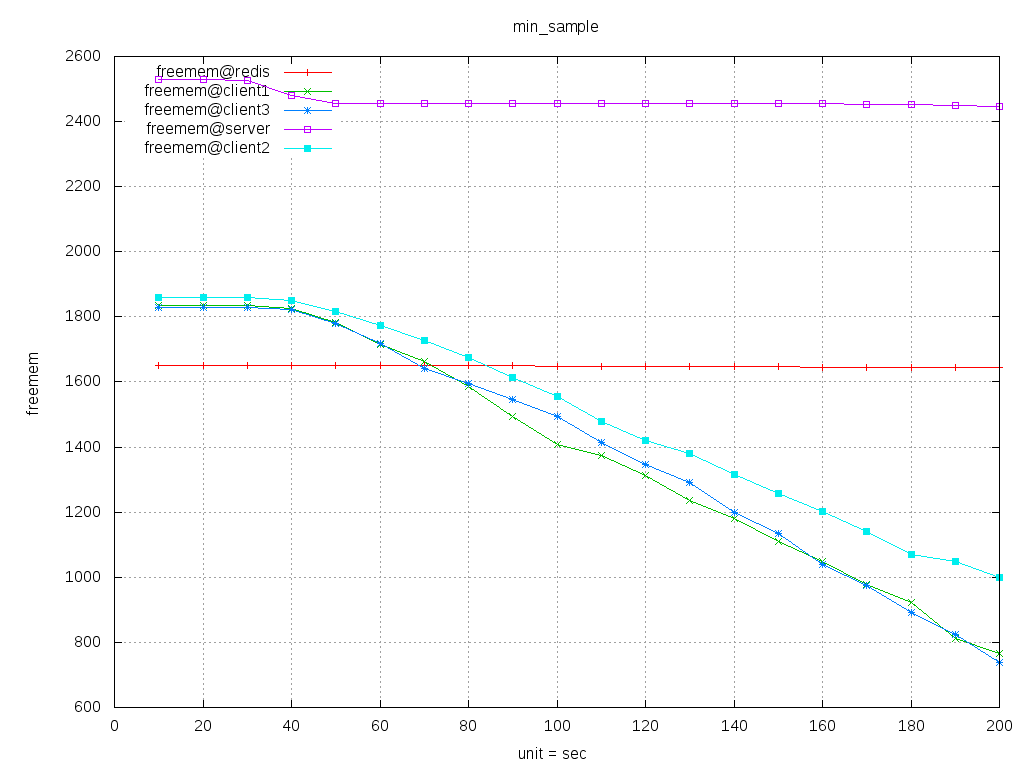 min_sample
2600
2400
2200
2000
1800
1600
1400
1200
1000
800
600
freemem
freemem@redis
freemem@client1
freemem@client3
freemem@server
freemem@client2
0 20 40 60 80 100 120 140 160 180 200
unit = sec